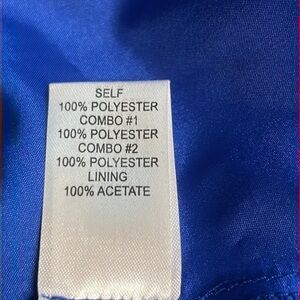 SELF
100% POLYESTER
COMBO #1
100% POLYESTER
COMBO #2
100% POLYESTER
LINING
100% ACETATE